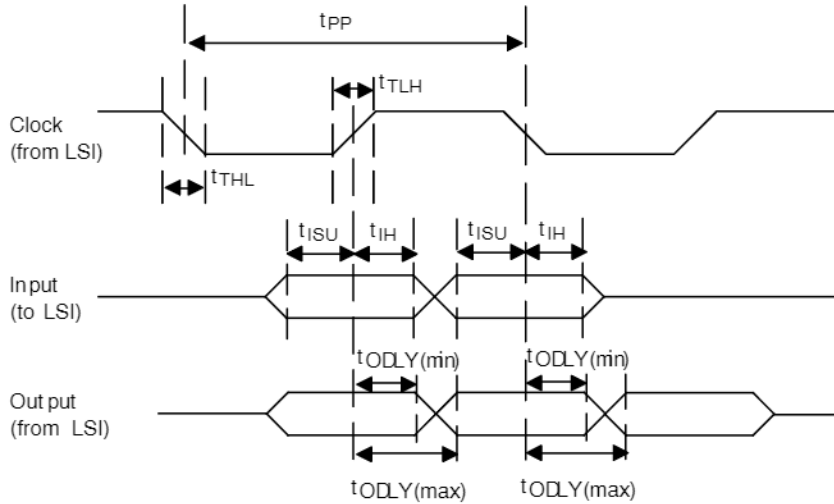 tPP
tTLH
Clock
(from LSI)
tTHL
tISU tIH tISU tIH
Input
(to LSI)
tODLY(min) tODLY(min)
Output
(from LSI)
tODLY(max) tODLY(max)